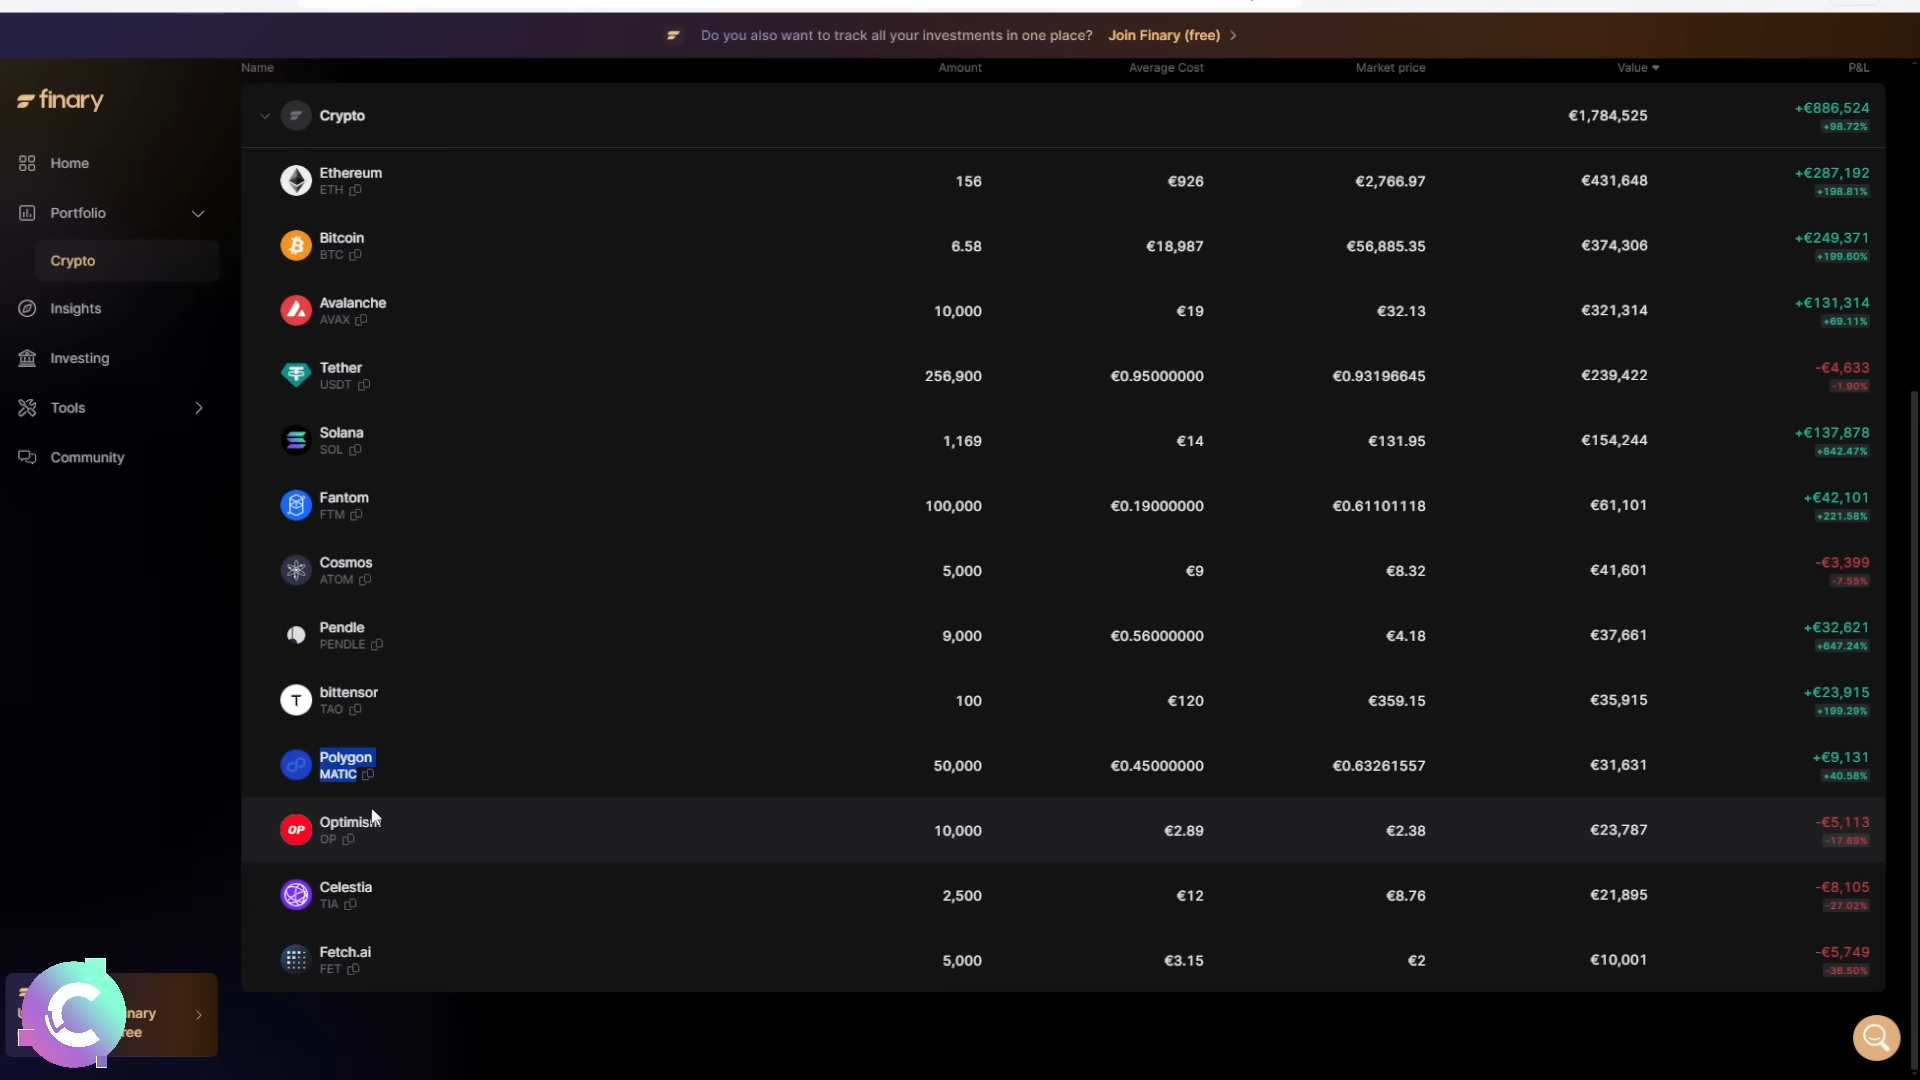 Do you also want to track all your investments in one place? Join Finary (free)
Name Amount Average Cost Market price Value P&L
finary
Home
Portfolio
Crypto
Insights
Investing
Tools
Community
Crypto €1,784,525 +€886,524
+98.72%
Ethereum 156 €926 €2,766.97 €431,648 +€287,192
ETH +198.81%
Bitcoin 6.58 €18,987 €56,885.35 €374,306 +€249,371
BTC +199.60%
Avalanche 10,000 €19 €32.13 €321,314 +€131,314
AVAX +69.11%
Tether 256,900 €0.95000000 €0.93196645 €239,422 -€4,633
USDT -1.90%
Solana 1,169 €14 €131.95 €154,244 +€137,878
SOL +842.47%
Fantom 100,000 €0.19000000 €0.61101118 €61,101 +€42,101
FTM +221.58%
Cosmos 5,000 €9 €8.32 €41,601 -€3,399
ATOM -7.55%
Pendle 9,000 €0.56000000 €4.18 €37,661 +€32,621
PENDLE +647.24%
T bittensor 100 €120 €359.15 €35,915 +€23,915
TAO +199.29%
Polygon 50,000 €0.45000000 €0.63261557 €31,631 +€9,131
MATIC +40.58%
OP Optimism 10,000 €2.89 €2.38 €23,787 -€5,113
OP -17.69%
Celestia 2,500 €12 €8.76 €21,895 -€8,105
TIA -27.02%
Fetch.ai 5,000 €3.15 €2 €10,001 -€5,749
FET -36.50%
inary
ree